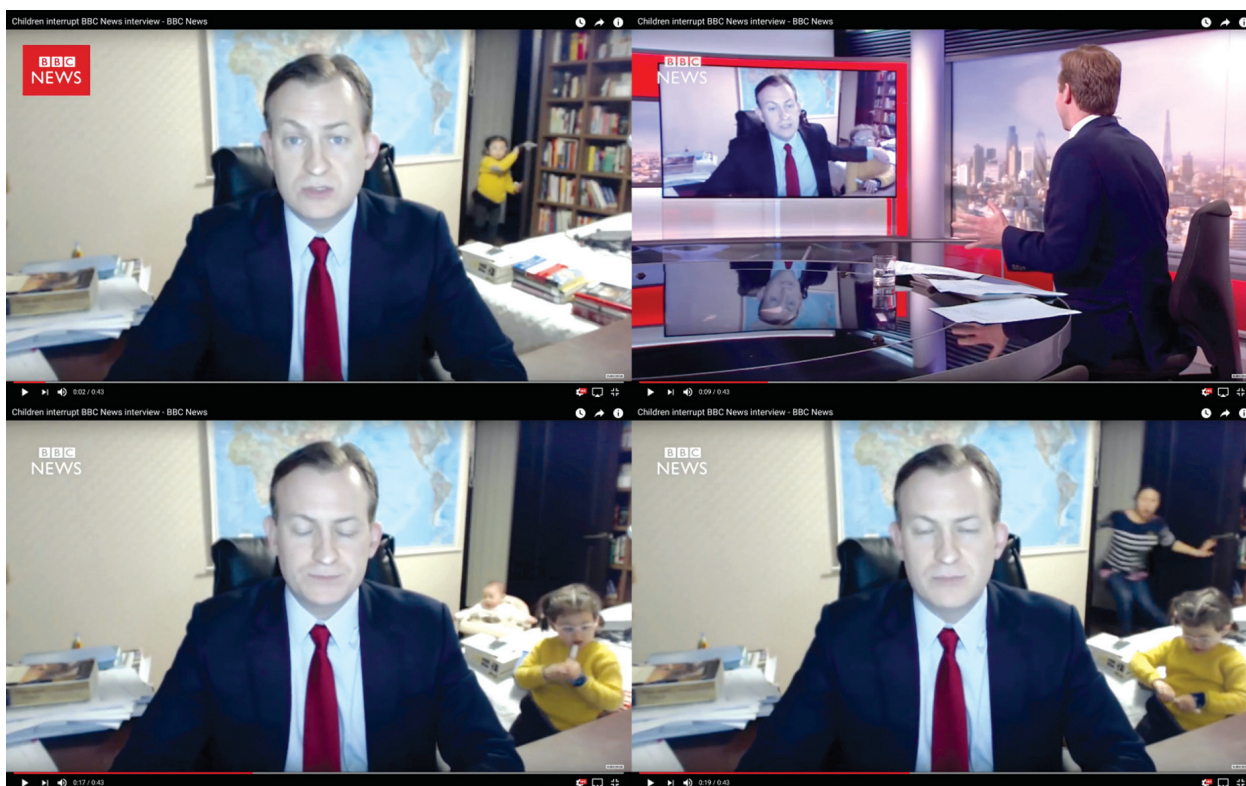 Children interrupt BBC News interview - BBC News
BBC
NEWS
0:02 / 0:43
Children interrupt BBC News interview - BBC News
BBC
NEWS
0:09 / 0:43
Children interrupt BBC News interview - BBC News
BBC
NEWS
0:17 / 0:43
Children interrupt BBC News interview - BBC News
BBC
NEWS
0:19 / 0:43